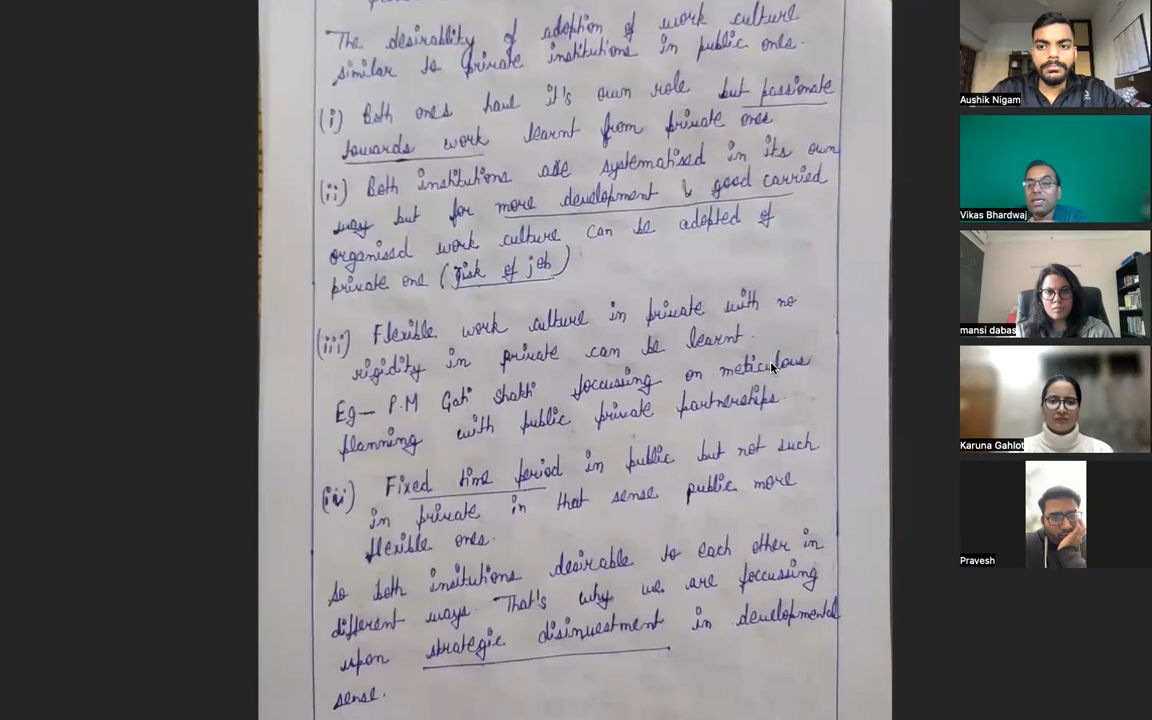 The desirablity of adoption of work culture
similar to private institutions in public ones.
(i) Both ones have it's own role but passionate
towards work learnt from private ones
(ii) Both institutions are systematised in its own
way but for more development & good carried
organised work culture can be adopted of
private one (risk of job)
(iii) Flexible work culture in private with no
rigidity in private can be learnt.
Eg— P.M Gati Shakti foccussing on meticulous
planning with public private partnerships.
(iv) Fixed time period in public but not such
in private in that sense public more
flexible ones.
So both insitutions desirable to each other in
different ways. That's why we are foccussing
upon strategic disinvestment in developmental
sense.
Aushik Nigam
Vikas Bhardwaj
mansi dabas
Karuna Gahlot
Pravesh